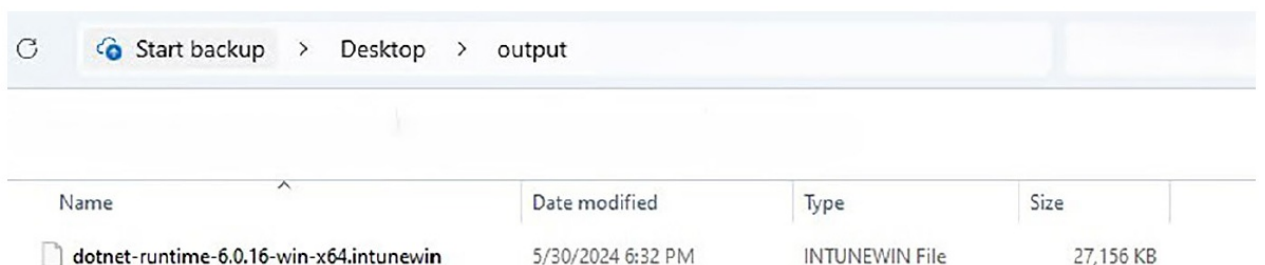 Start backup > Desktop > output
Name Date modified Type Size
dotnet-runtime-6.0.16-win-x64.intunewin 5/30/2024 6:32 PM INTUNEWIN File 27,156 KB